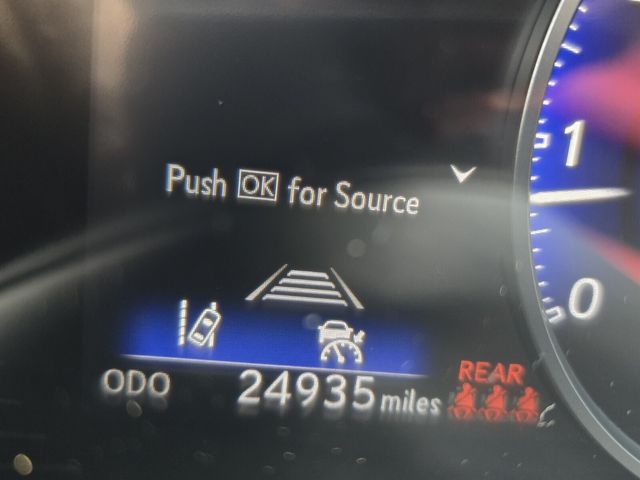 Push OK for Source
1
0
ODO 24935 miles
REAR